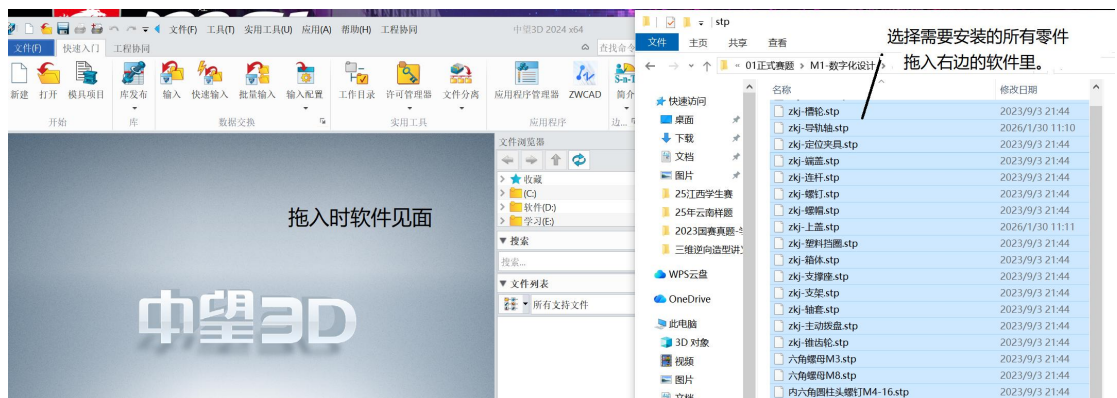 文件(F) 工具(T) 实用工具(U) 应用(A) 帮助(H) 工程协同 中望3D 2024 x64
文件(F) 快速入门 工程协同 查找命令
新建 打开 模具项目 库发布 输入 快速输入 批量输入 输入配置 工作目录 许可管理器 文件分离 应用程序管理器 ZWCAD 简介
开始 库 数据交换 实用工具 应用程序 边...
文件浏览器
收藏
(C:)
软件(D:)
学习(E:)
搜索
搜索...
文件列表
所有支持文件
拖入时软件见面
中望3D
stp
文件 主页 共享 查看
选择需要安装的所有零件
拖入右边的软件里。
« 01正式赛题 › M1-数字化设计 ›
快速访问
桌面
下载
文档
图片
25江西学生赛
25年云南样题
2023国赛真题-学
三维逆向造型讲义
WPS云盘
OneDrive
此电脑
3D 对象
视频
图片
文档
名称 修改日期
zkj-槽轮.stp 2023/9/3 21:44
zkj-导轨轴.stp 2026/1/30 11:10
zkj-定位夹具.stp 2023/9/3 21:44
zkj-端盖.stp 2023/9/3 21:44
zkj-连杆.stp 2023/9/3 21:44
zkj-螺钉.stp 2023/9/3 21:44
zkj-螺帽.stp 2023/9/3 21:44
zkj-上盖.stp 2026/1/30 11:11
zkj-塑料挡圈.stp 2023/9/3 21:44
zkj-箱体.stp 2023/9/3 21:44
zkj-支撑座.stp 2023/9/3 21:44
zkj-支架.stp 2023/9/3 21:44
zkj-轴套.stp 2023/9/3 21:44
zkj-主动拨盘.stp 2023/9/3 21:44
zkj-锥齿轮.stp 2023/9/3 21:44
六角螺母M3.stp 2023/9/3 21:44
六角螺母M8.stp 2023/9/3 21:44
内六角圆柱头螺钉M4-16.stp 2023/9/3 21:44